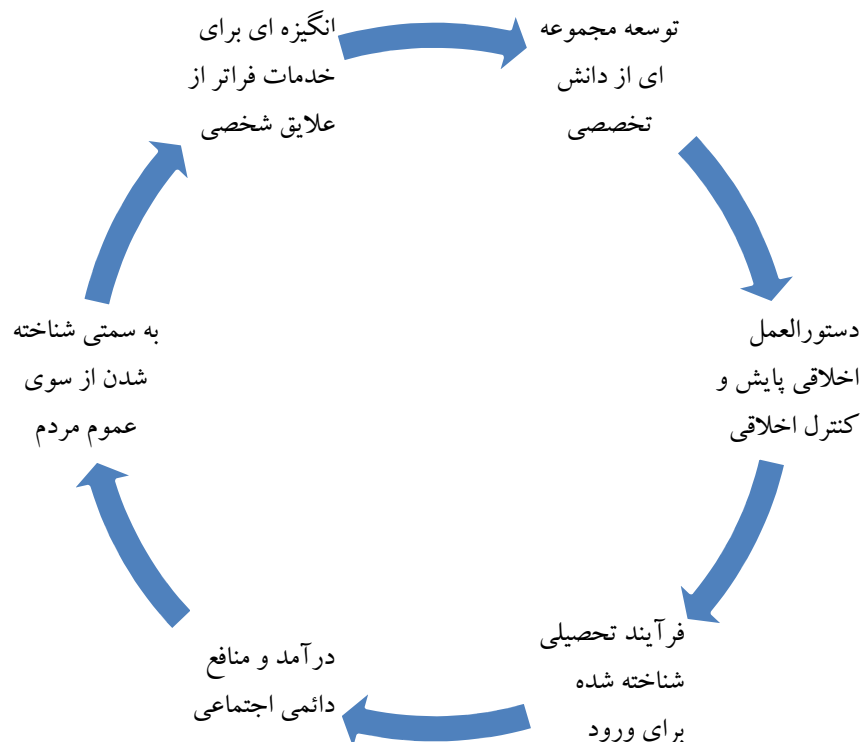 توسعه مجموعه
ای از دانش
تخصصی
دستورالعمل
اخلاقی پایش و
کنترل اخلاقی
فرآیند تحصیلی
شناخته شده
برای ورود
درآمد و منافع
دائمی اجتماعی
به سمتی شناخته
شدن از سوی
عموم مردم
انگیزه ای برای
خدمات فراتر از
علایق شخصی